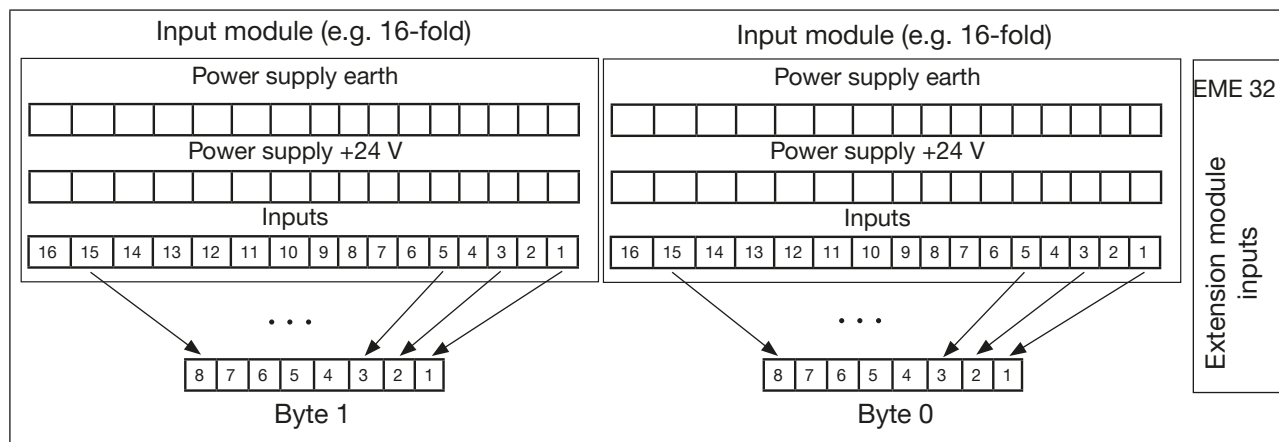 Input module (e.g. 16-fold)
Power supply earth
Power supply +24 V
Inputs
16 15 14 13 12 11 10 9 8 7 6 5 4 3 2 1
. . .
8 7 6 5 4 3 2 1
Byte 1
Input module (e.g. 16-fold)
Power supply earth
Power supply +24 V
Inputs
16 15 14 13 12 11 10 9 8 7 6 5 4 3 2 1
. . .
8 7 6 5 4 3 2 1
Byte 0
EME 32
Extension module
inputs